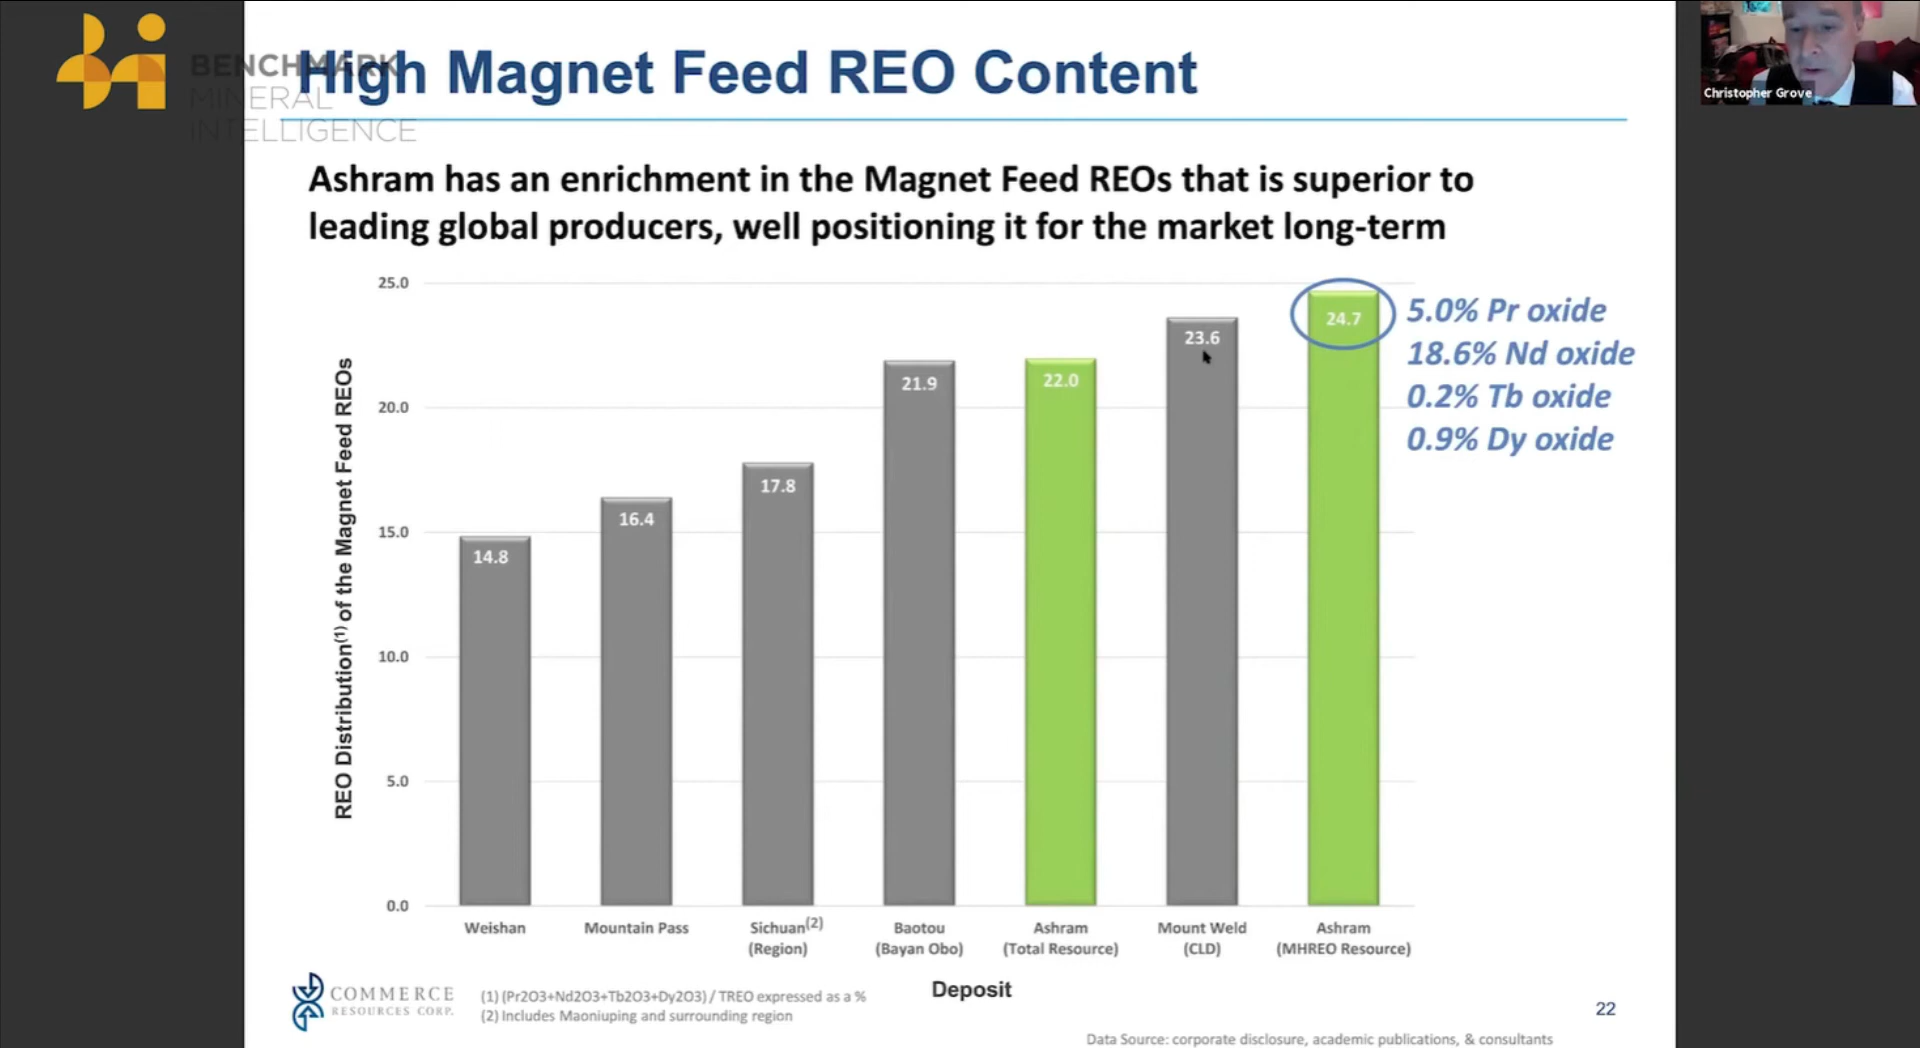 BENCHMARK
MINERAL
INTELLIGENCE
High Magnet Feed REO Content
Christopher Grove
Ashram has an enrichment in the Magnet Feed REOs that is superior to
leading global producers, well positioning it for the market long-term
REO Distribution(1) of the Magnet Feed REOs
25.0
20.0
15.0
10.0
5.0
0.0
14.8
16.4
17.8
21.9
22.0
23.6
24.7
5.0% Pr oxide
18.6% Nd oxide
0.2% Tb oxide
0.9% Dy oxide
Weishan
Mountain Pass
Sichuan(2)
(Region)
Baotou
(Bayan Obo)
Ashram
(Total Resource)
Mount Weld
(CLD)
Ashram
(MHREO Resource)
Deposit
COMMERCE
RESOURCES CORP.
(1) (Pr2O3+Nd2O3+Tb2O3+Dy2O3) / TREO expressed as a %
(2) Includes Maoniuping and surrounding region
22
Data Source: corporate disclosure, academic publications, & consultants